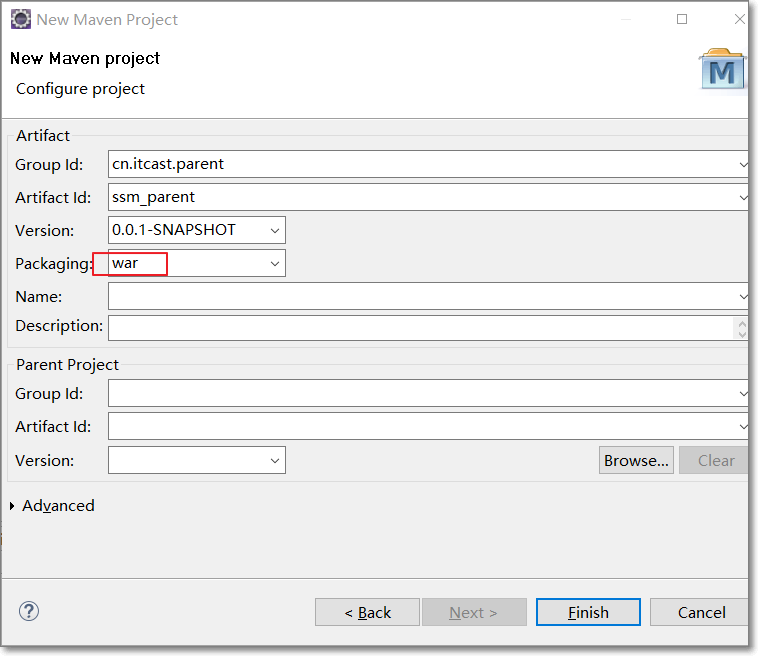 New Maven Project
New Maven project
Configure project
M
Artifact
Group Id: cn.itcast.parent
Artifact Id: ssm_parent
Version: 0.0.1-SNAPSHOT
Packaging: war
Name:
Description:
Parent Project
Group Id:
Artifact Id:
Version: Browse... Clear
Advanced
? < Back Next > Finish Cancel